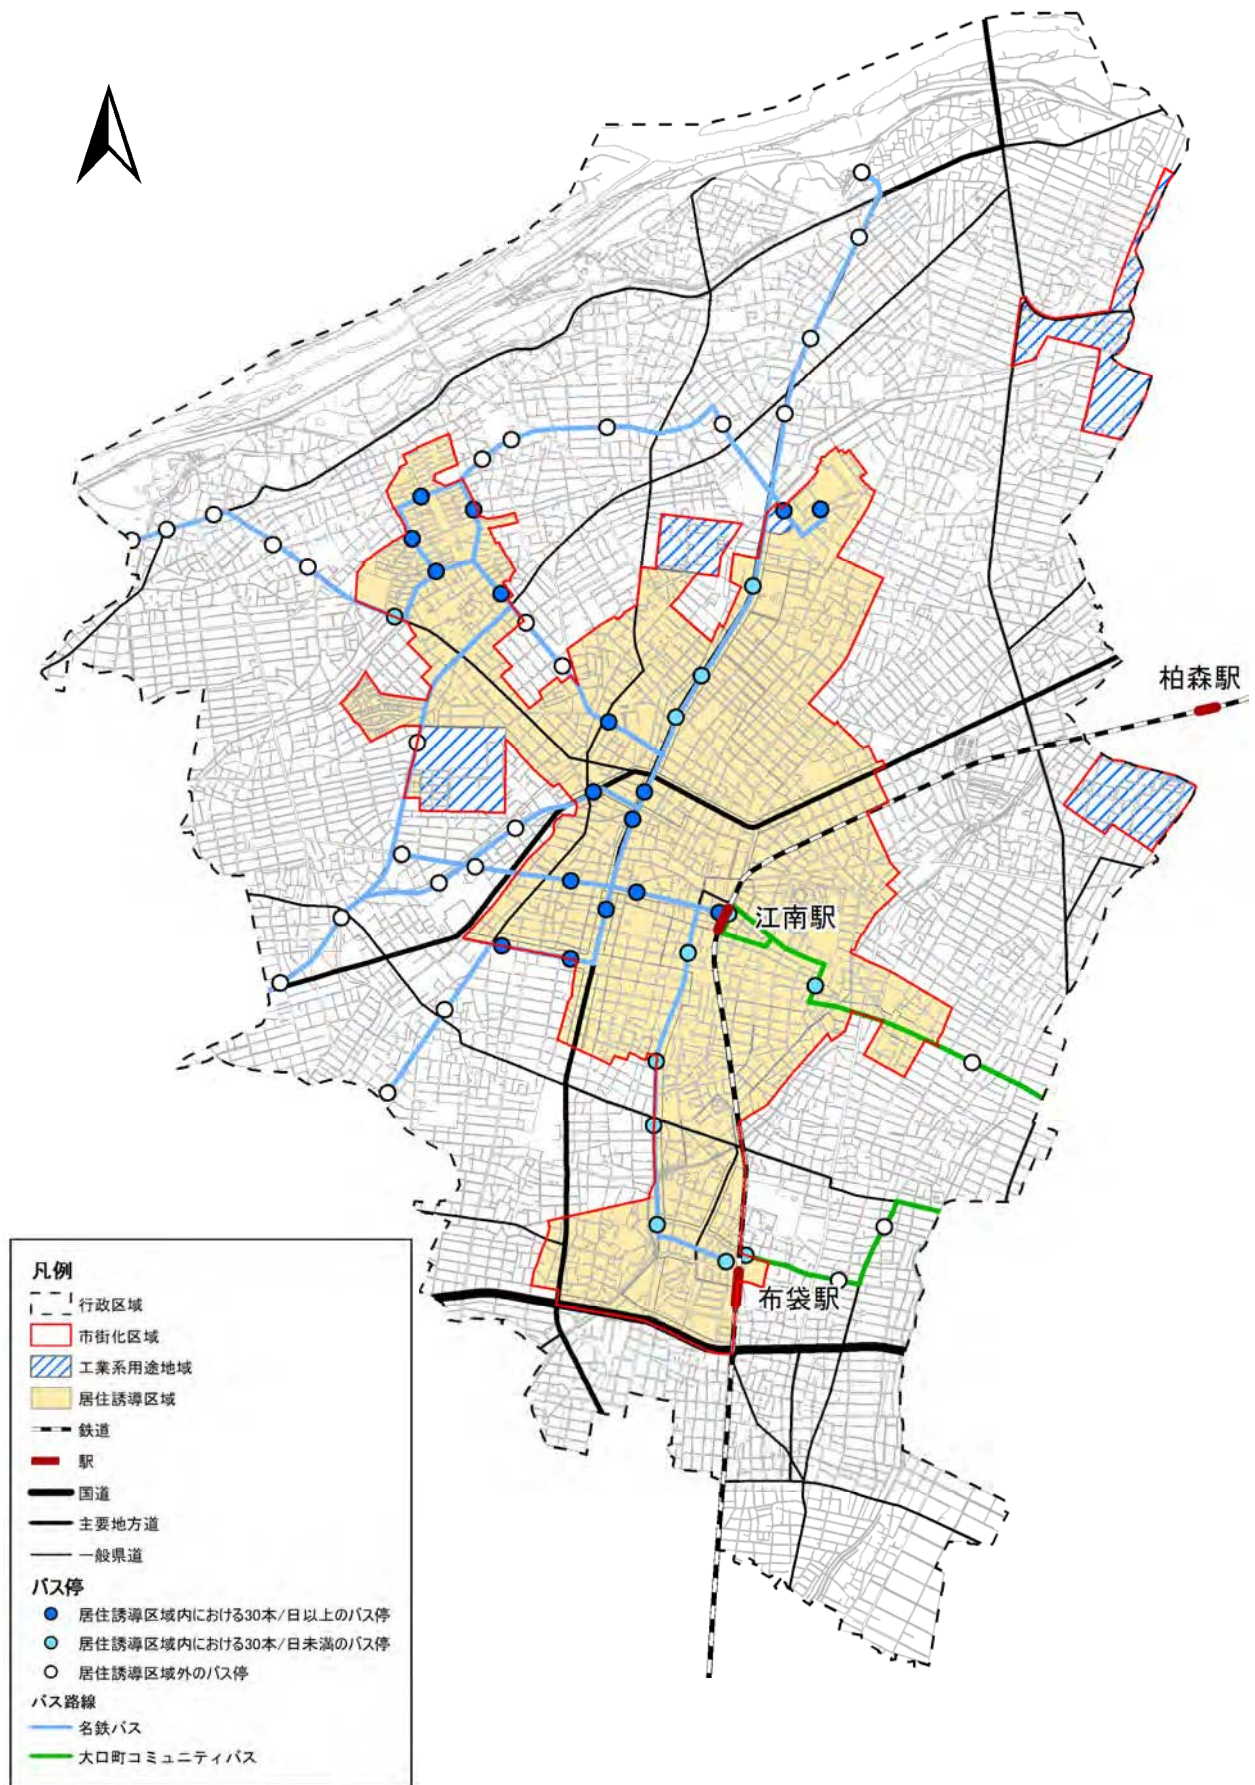 柏森駅
江南駅
布袋駅
凡例
行政区域
市街化区域
工業系用途地域
居住誘導区域
鉄道
駅
国道
主要地方道
一般県道
バス停
居住誘導区域内における30本/日以上のバス停
居住誘導区域内における30本/日未満のバス停
居住誘導区域外のバス停
バス路線
名鉄バス
大口町コミュニティバス